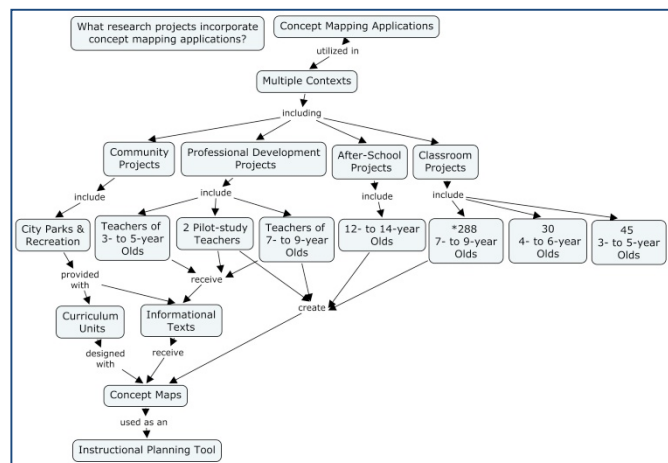 What research projects incorporate
concept mapping applications?
Concept Mapping Applications
utilized in
Multiple Contexts
including
Community
Projects
Professional Development
Projects
After-School
Projects
Classroom
Projects
include
include
include
include
City Parks &
Recreation
Teachers of
3- to 5-year
Olds
2 Pilot-study
Teachers
Teachers of
7- to 9-year
Olds
12- to 14-year
Olds
*288
7- to 9-year
Olds
30
4- to 6-year
Olds
45
3- to 5-year
Olds
provided
with
receive
create
Curriculum
Units
Informational
Texts
designed
with
receive
Concept Maps
used as an
Instructional Planning Tool